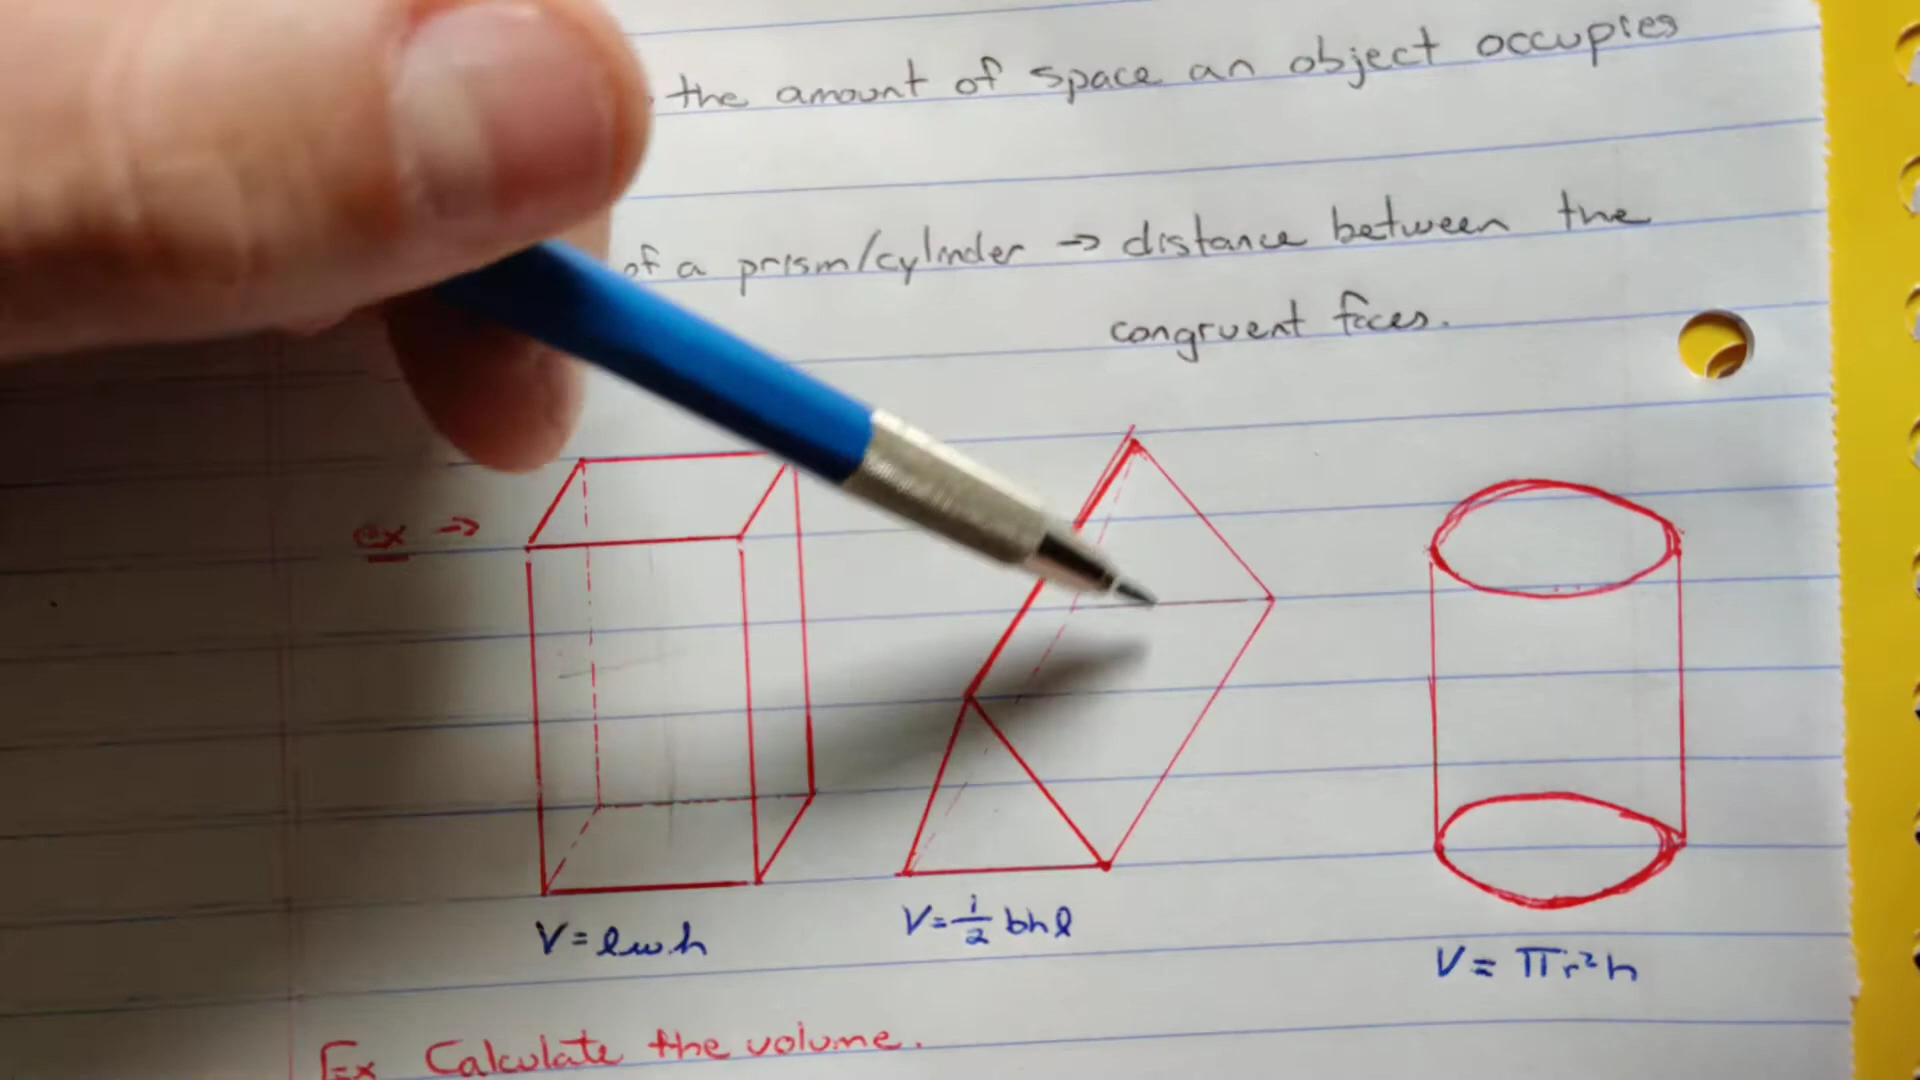 the amount of space an object occupies
of a prism/cylinder → distance between the
congruent faces.
ex →
V = lwh
V = 1/2 bhl
V = πr²h
Ex Calculate the volume.